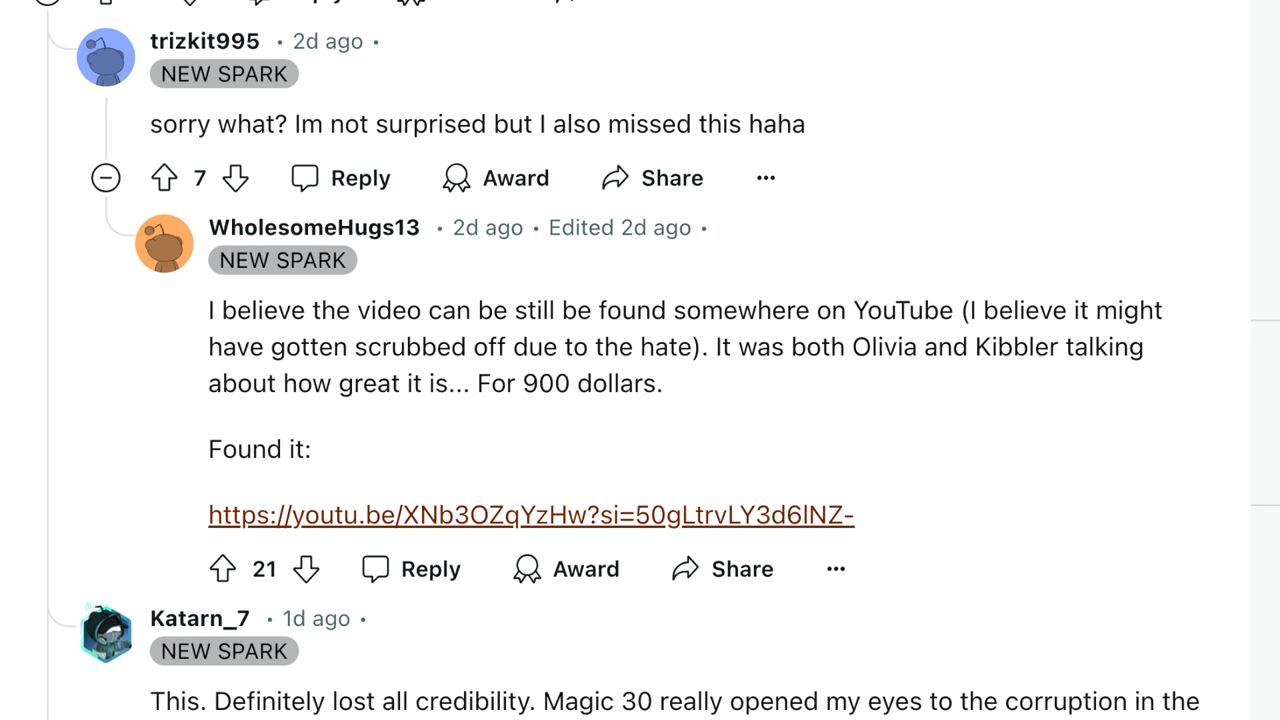 trizkit995 • 2d ago •
NEW SPARK
sorry what? Im not surprised but I also missed this haha
7 Reply Award Share ...
WholesomeHugs13 • 2d ago • Edited 2d ago •
NEW SPARK
I believe the video can be still be found somewhere on YouTube (I believe it might
have gotten scrubbed off due to the hate). It was both Olivia and Kibbler talking
about how great it is... For 900 dollars.
Found it:
https://youtu.be/XNb3OZqYzHw?si=50gLtrvLY3d6lNZ-
21 Reply Award Share ...
Katarn_7 • 1d ago •
NEW SPARK
This. Definitely lost all credibility. Magic 30 really opened my eyes to the corruption in the